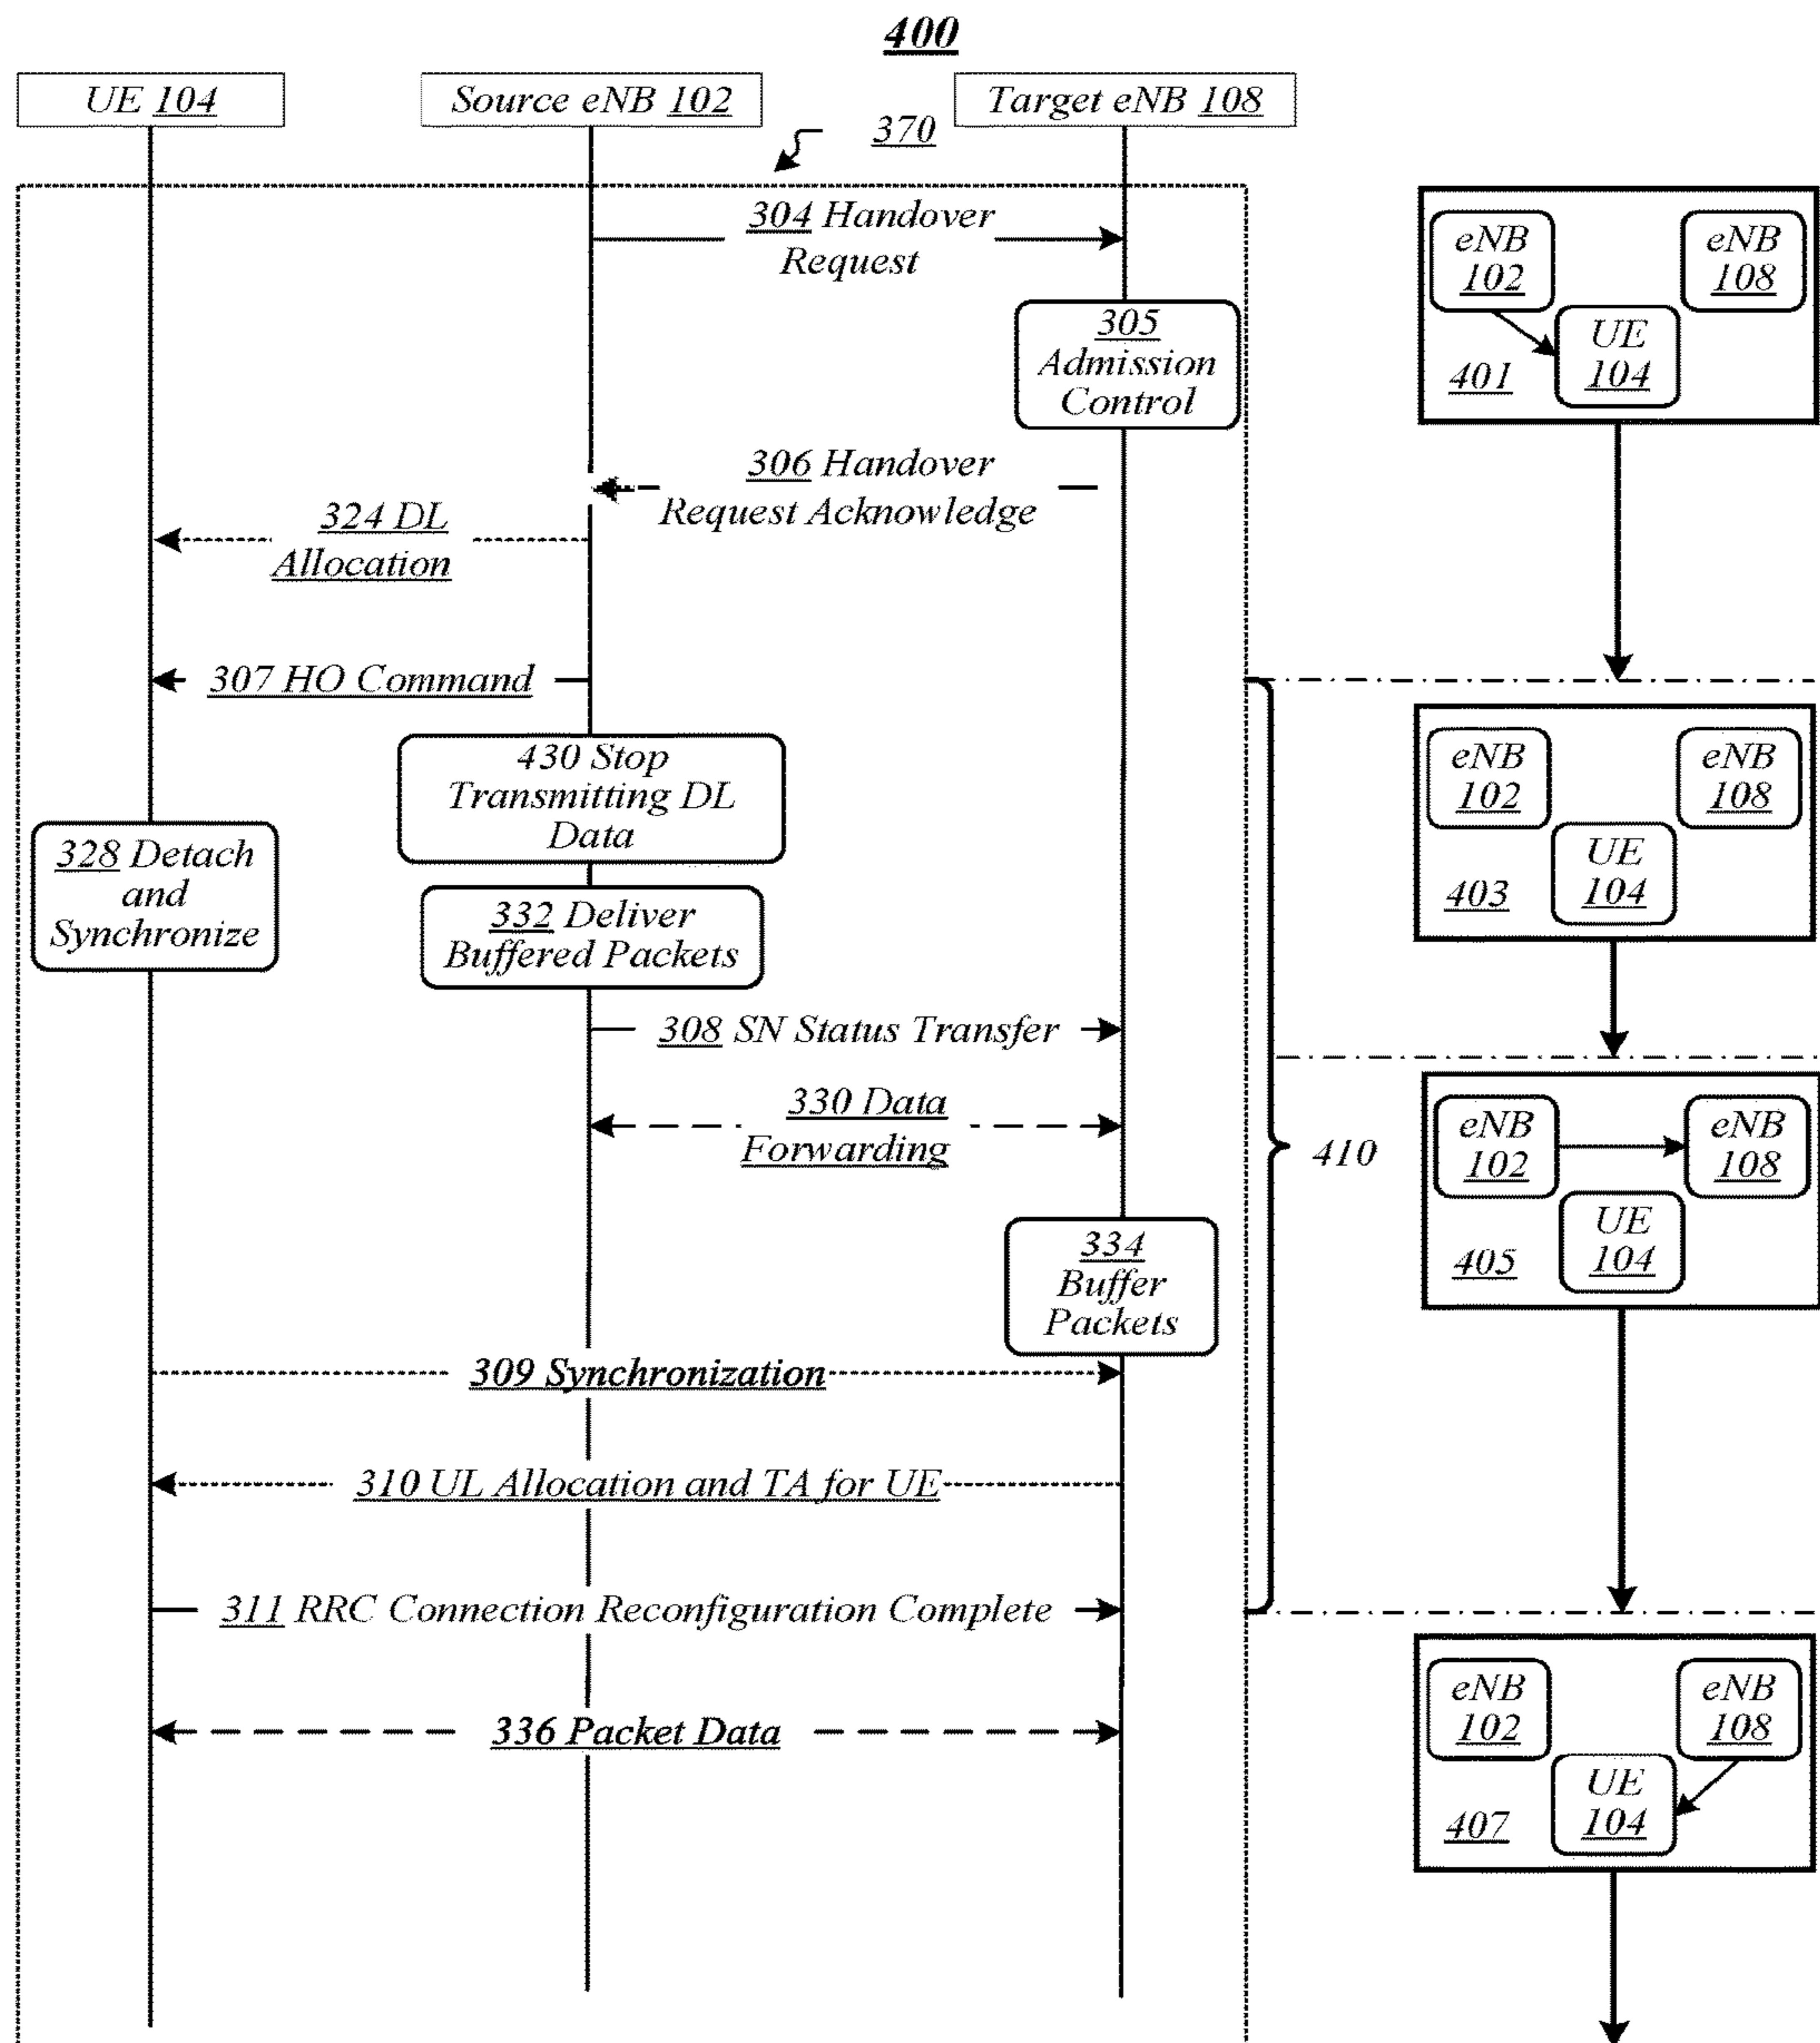 400
UE 104
Source eNB 102
Target eNB 108
370
304 Handover
Request
305
Admission
Control
306 Handover
Request Acknowledge
324 DL
Allocation
307 HO Command
430 Stop
Transmitting DL
Data
328 Detach
and
Synchronize
332 Deliver
Buffered Packets
308 SN Status Transfer
330 Data
Forwarding
334
Buffer
Packets
309 Synchronization
310 UL Allocation and TA for UE
311 RRC Connection Reconfiguration Complete
336 Packet Data
410
eNB
102
eNB
108
UE
104
401
eNB
102
eNB
108
UE
104
403
eNB
102
eNB
108
UE
104
405
eNB
102
eNB
108
UE
104
407